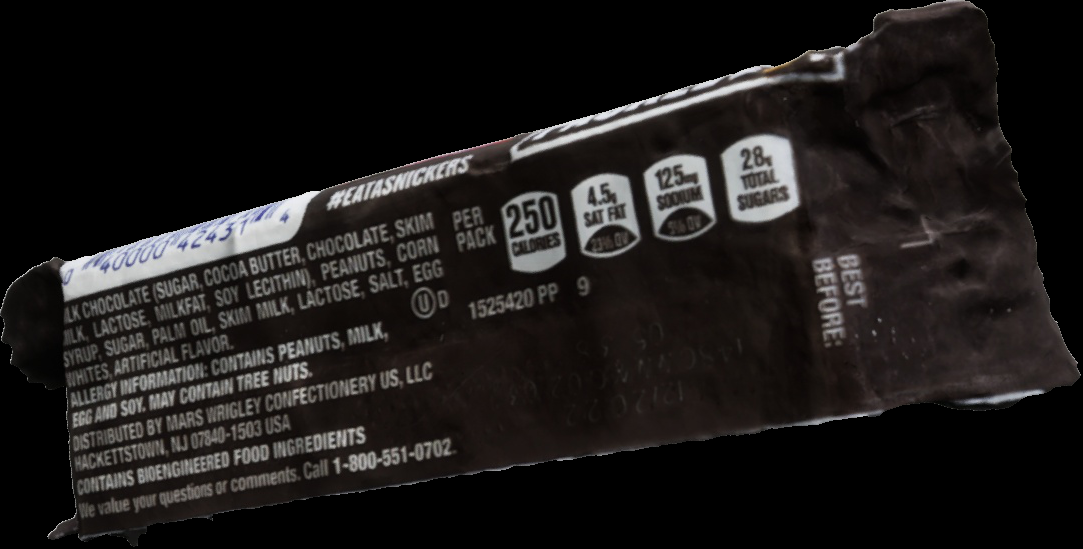 #EATASNICKERS
40000 42431 4
ILK CHOCOLATE (SUGAR, COCOA BUTTER, CHOCOLATE, SKIM
ILK, LACTOSE, MILKFAT, SOY LECITHIN), PEANUTS, CORN
SYRUP, SUGAR, PALM OIL, SKIM MILK, LACTOSE, SALT, EGG
WHITES, ARTIFICIAL FLAVOR.
ALLERGY INFORMATION: CONTAINS PEANUTS, MILK,
EGG AND SOY. MAY CONTAIN TREE NUTS.
DISTRIBUTED BY MARS WRIGLEY CONFECTIONERY US, LLC
HACKETTSTOWN, NJ 07840-1503 USA
CONTAINS BIOENGINEERED FOOD INGREDIENTS
We value your questions or comments. Call 1-800-551-0702.
U D
1525420 PP 9
PER
PACK
250
CALORIES
4.5g
SAT FAT
23% DV
125mg
SODIUM
5% DV
28g
TOTAL
SUGARS
BEST
BEFORE: